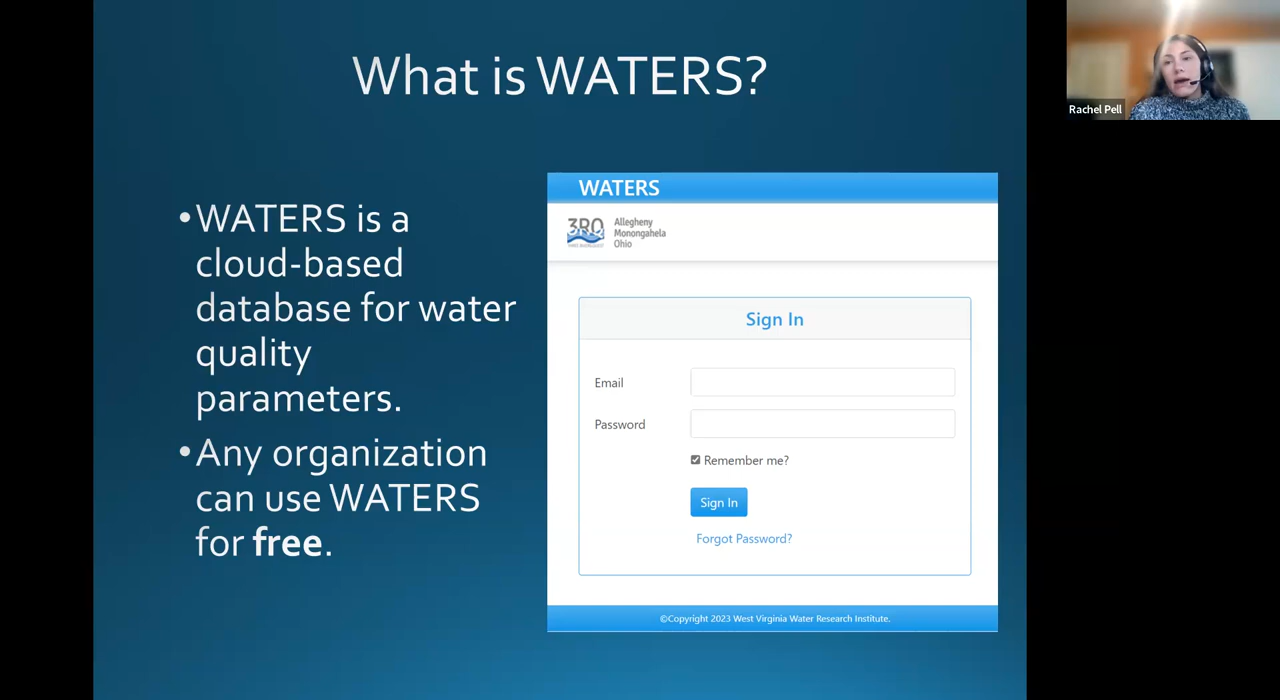 What is WATERS?
Rachel Pell
•WATERS is a
cloud-based
database for water
quality
parameters.
•Any organization
can use WATERS
for free.
WATERS
3RQ
Allegheny
Monongahela
Ohio
Sign In
Email
Password
Remember me?
Sign In
Forgot Password?
©Copyright 2023 West Virginia Water Research Institute.